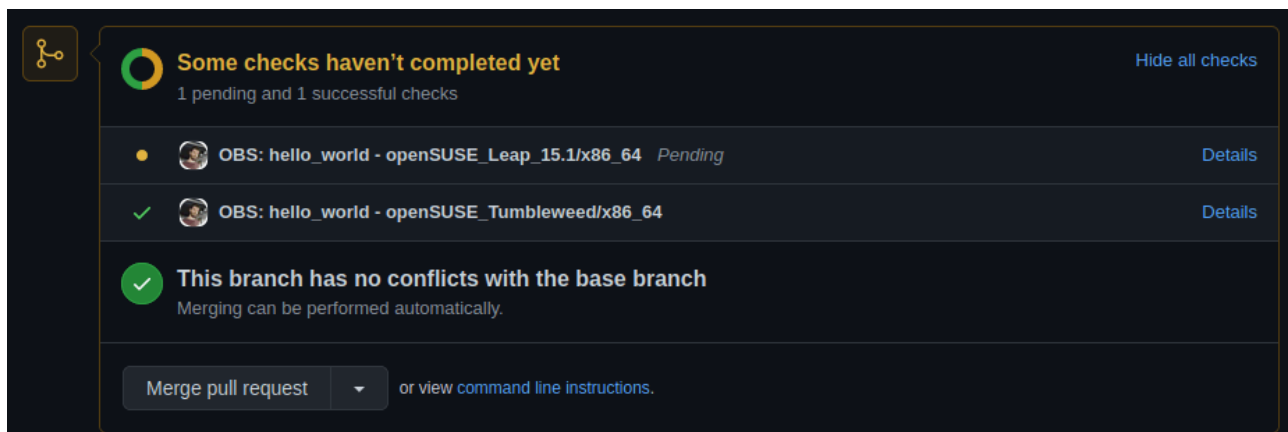 Some checks haven’t completed yet
Hide all checks
1 pending and 1 successful checks
OBS: hello_world - openSUSE_Leap_15.1/x86_64 Pending
Details
OBS: hello_world - openSUSE_Tumbleweed/x86_64
Details
This branch has no conflicts with the base branch
Merging can be performed automatically.
Merge pull request
or view command line instructions.